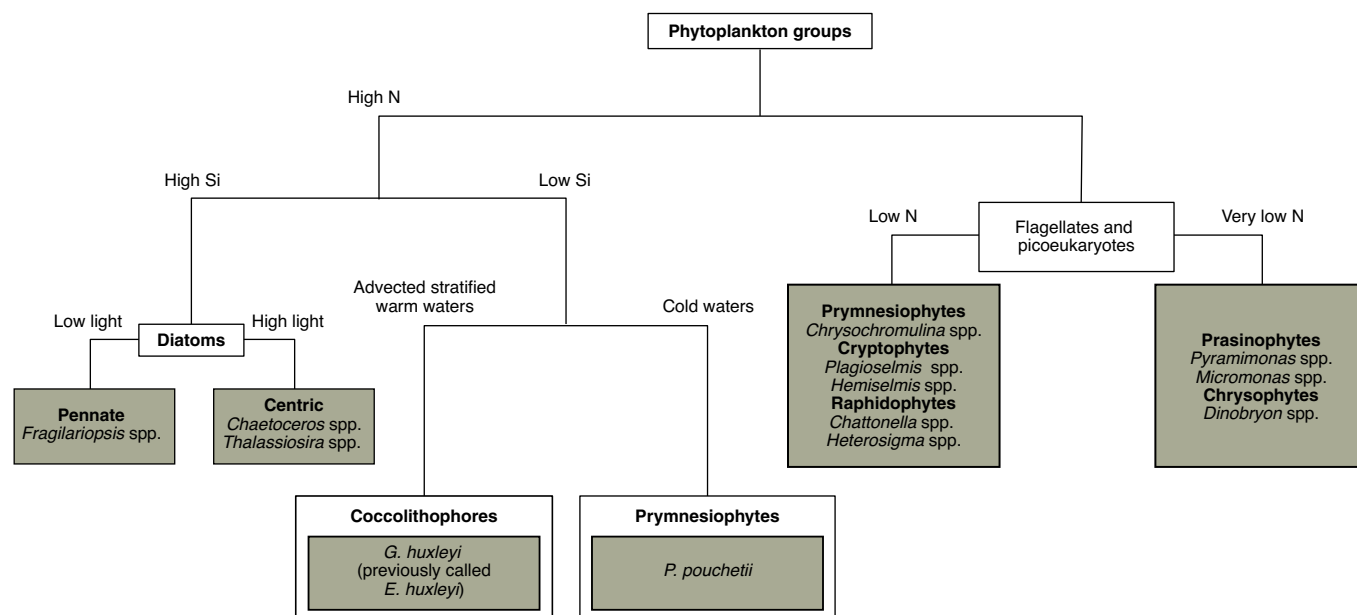 Phytoplankton groups
High N
High Si
Low Si
Low N
Flagellates and
picoeukaryotes
Very low N
Advected stratified
warm waters
Cold waters
Low light
Diatoms
High light
Prymnesiophytes
Chrysochromulina spp.
Cryptophytes
Plagioselmis spp.
Hemiselmis spp.
Raphidophytes
Chattonella spp.
Heterosigma spp.
Prasinophytes
Pyramimonas spp.
Micromonas spp.
Chrysophytes
Dinobryon spp.
Pennate
Fragilariopsis spp.
Centric
Chaetoceros spp.
Thalassiosira spp.
Coccolithophores
G. huxleyi
(previously called
E. huxleyi)
Prymnesiophytes
P. pouchetii